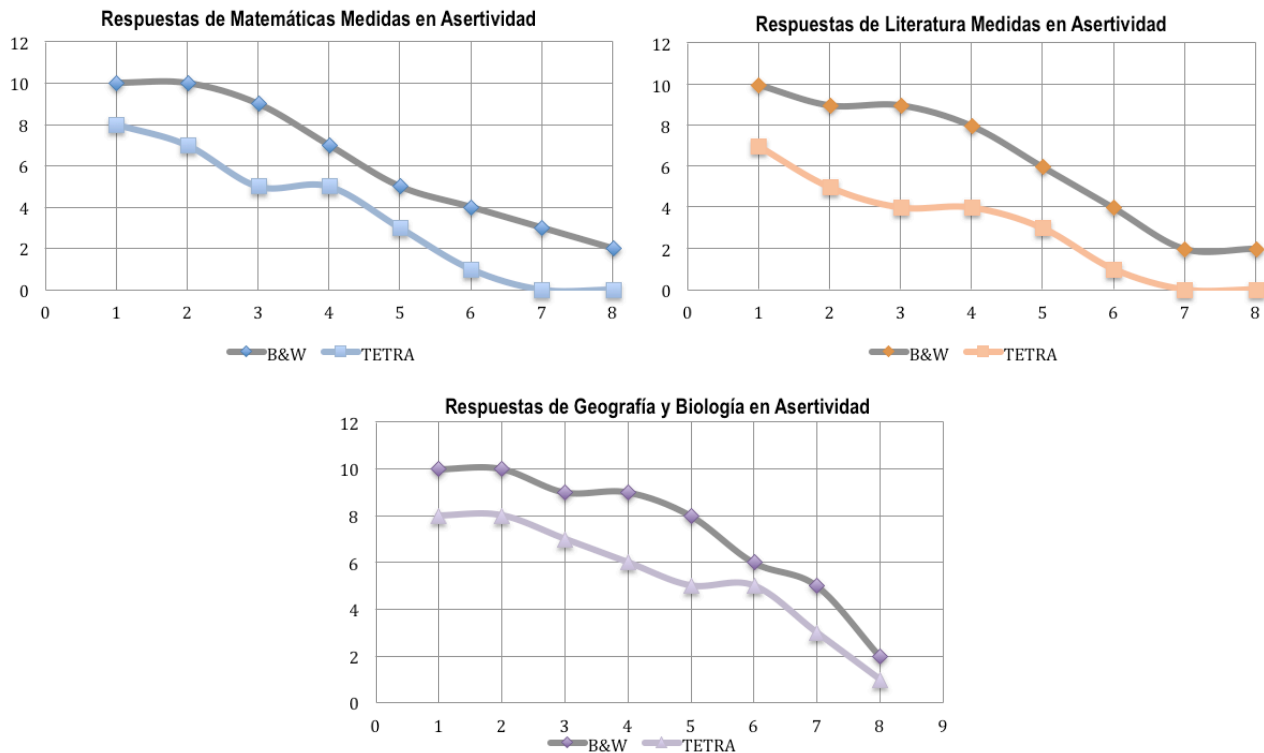 Respuestas de Matemáticas Medidas en Asertividad
12
10
8
6
4
2
0
0 1 2 3 4 5 6 7 8
B&W TETRA
Respuestas de Literatura Medidas en Asertividad
12
10
8
6
4
2
0
0 1 2 3 4 5 6 7 8
B&W TETRA
Respuestas de Geografía y Biología en Asertividad
12
10
8
6
4
2
0
0 1 2 3 4 5 6 7 8 9
B&W TETRA